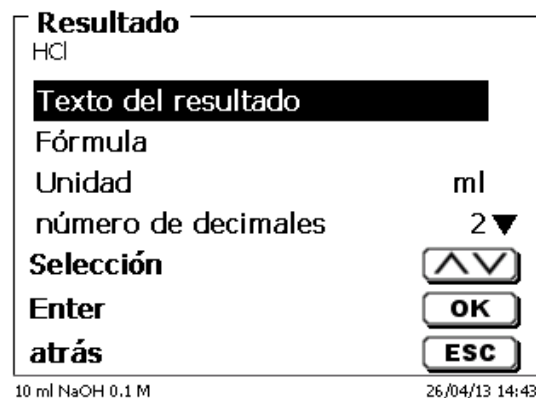 Resultado
HCl
Texto del resultado
Fórmula
Unidad ml
número de decimales 2▼
Selección
Enter OK
atrás ESC
10 ml NaOH 0.1 M 26/04/13 14:43